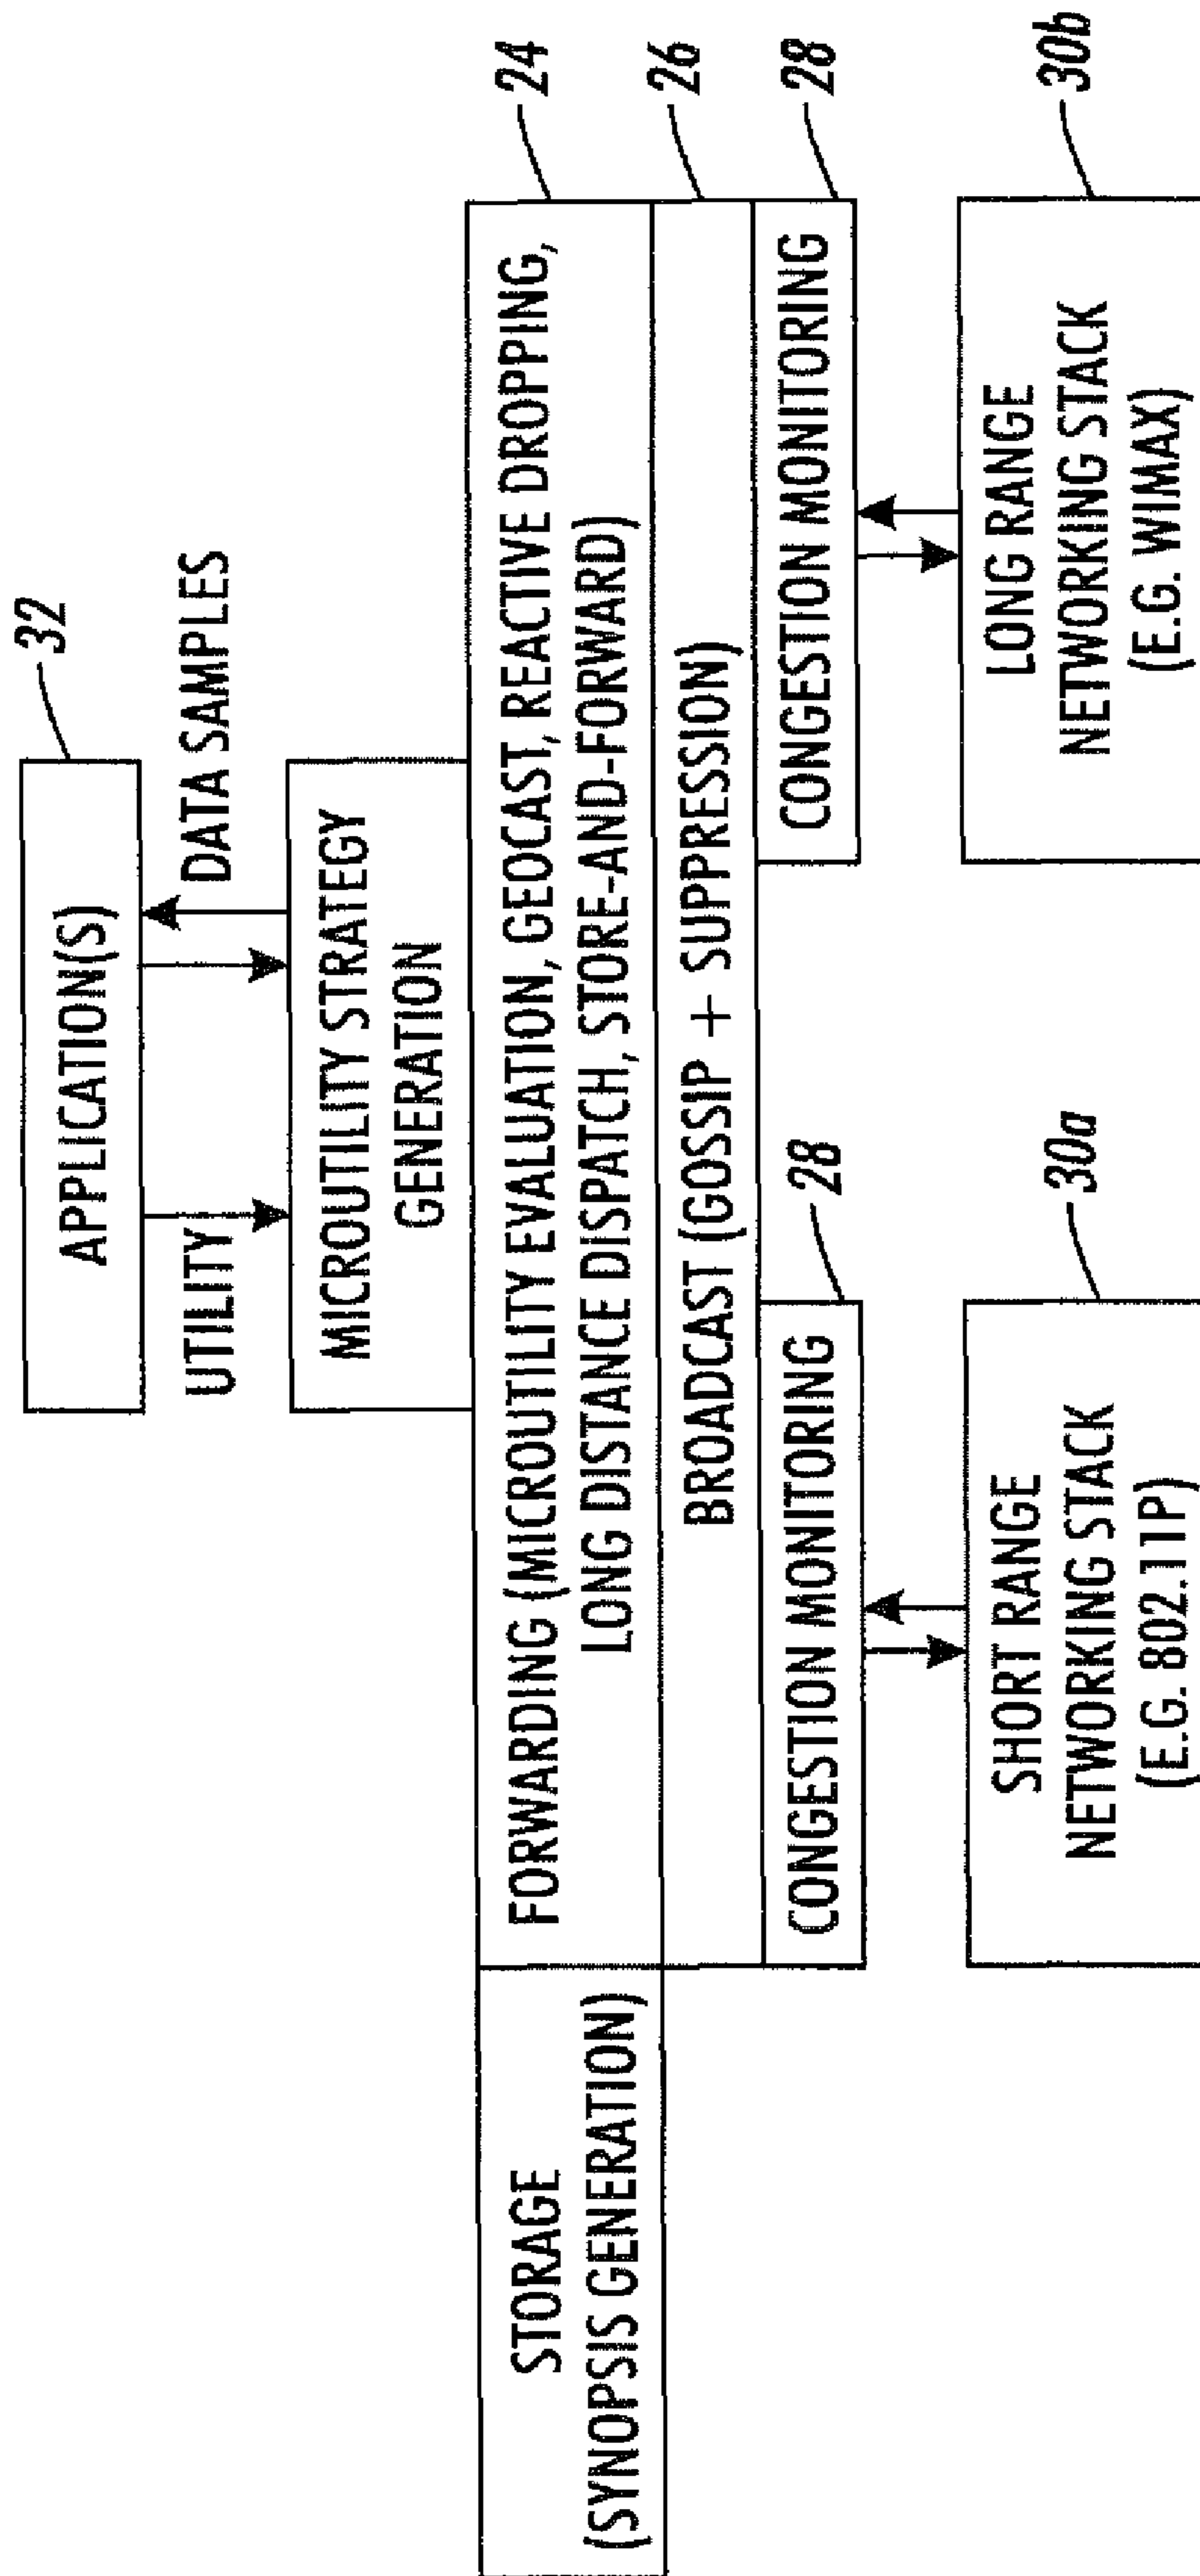 32
APPLICATION(S)
UTILITY
DATA SAMPLES
MICROUTILITY STRATEGY
GENERATION
24
STORAGE
(SYNOPSIS GENERATION)
FORWARDING (MICROUTILITY EVALUATION, GEOCAST, REACTIVE DROPPING,
LONG DISTANCE DISPATCH, STORE-AND-FORWARD)
26
BROADCAST (GOSSIP + SUPPRESSION)
28
CONGESTION MONITORING
28
CONGESTION MONITORING
30a
SHORT RANGE
NETWORKING STACK
(E.G. 802.11P)
30b
LONG RANGE
NETWORKING STACK
(E.G. WIMAX)